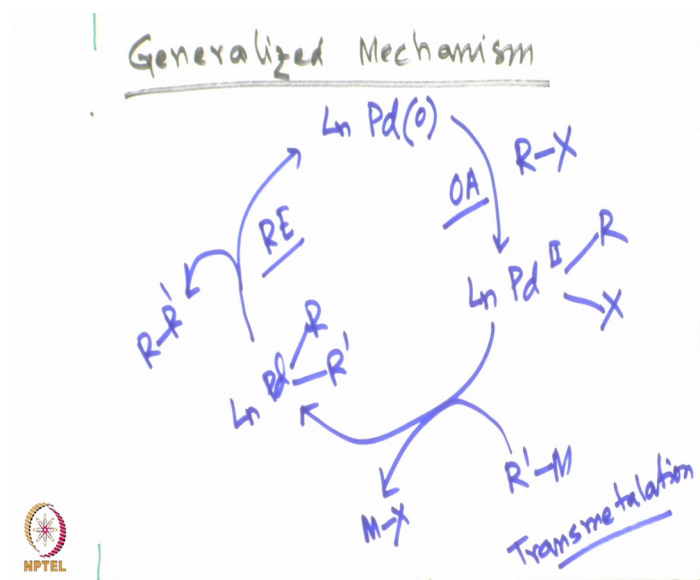 Generalized Mechanism
Ln Pd(0)
R-X
OA
Ln Pd II R
X
R'-M
Transmetalation
M-X
Ln Pd R
R'
RE
R-R'
NPTEL